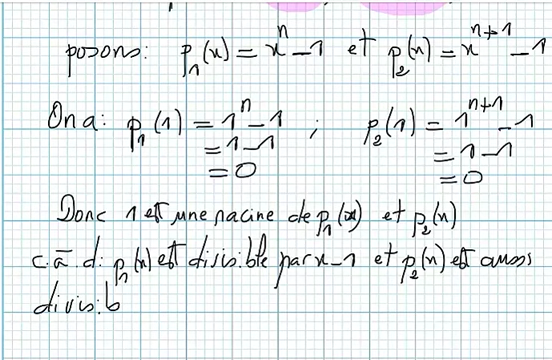 posons: p₁(x) = xⁿ - 1 et p₂(x) = xⁿ⁺¹ - 1
On a: p₁(1) = 1ⁿ - 1 ; p₂(1) = 1ⁿ⁺¹ - 1
= 1 - 1 = 1 - 1
= 0 = 0
Donc 1 est une racine de p₁(x) et p₂(x)
c.à.d: p₁(x) est divisible par x - 1 et p₂(x) est aussi
divisib